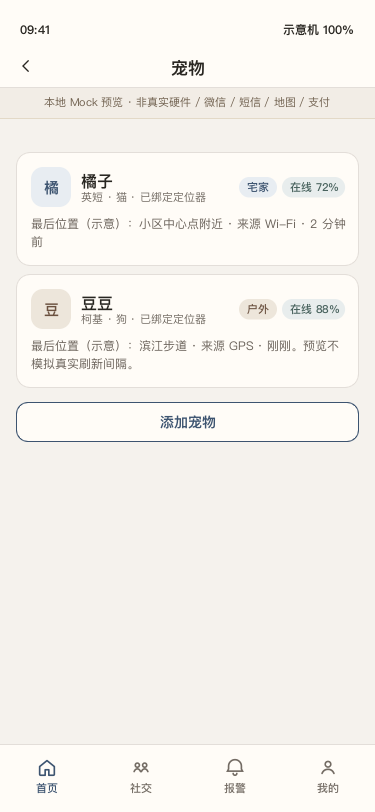 09:41 示意机 100%
宠物
本地 Mock 预览 · 非真实硬件 / 微信 / 短信 / 地图 / 支付
橘 橘子 宅家 在线 72%
英短 · 猫 · 已绑定定位器
最后位置（示意）：小区中心点附近 · 来源 Wi-Fi · 2 分钟
前
豆 豆豆 户外 在线 88%
柯基 · 狗 · 已绑定定位器
最后位置（示意）：滨江步道 · 来源 GPS · 刚刚。预览不
模拟真实刷新间隔。
添加宠物
首页 社交 报警 我的